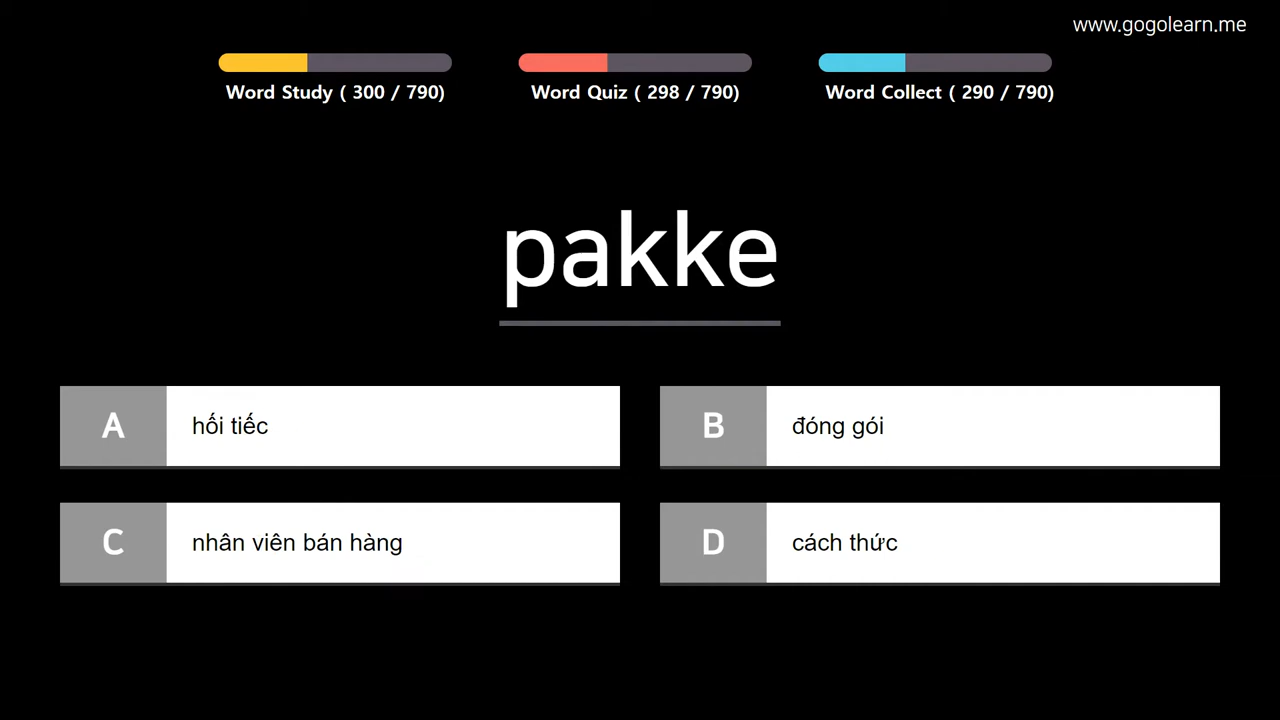 www.gogolearn.me
Word Study ( 300 / 790)
Word Quiz ( 298 / 790)
Word Collect ( 290 / 790)
pakke
A hối tiếc
B đóng gói
C nhân viên bán hàng
D cách thức